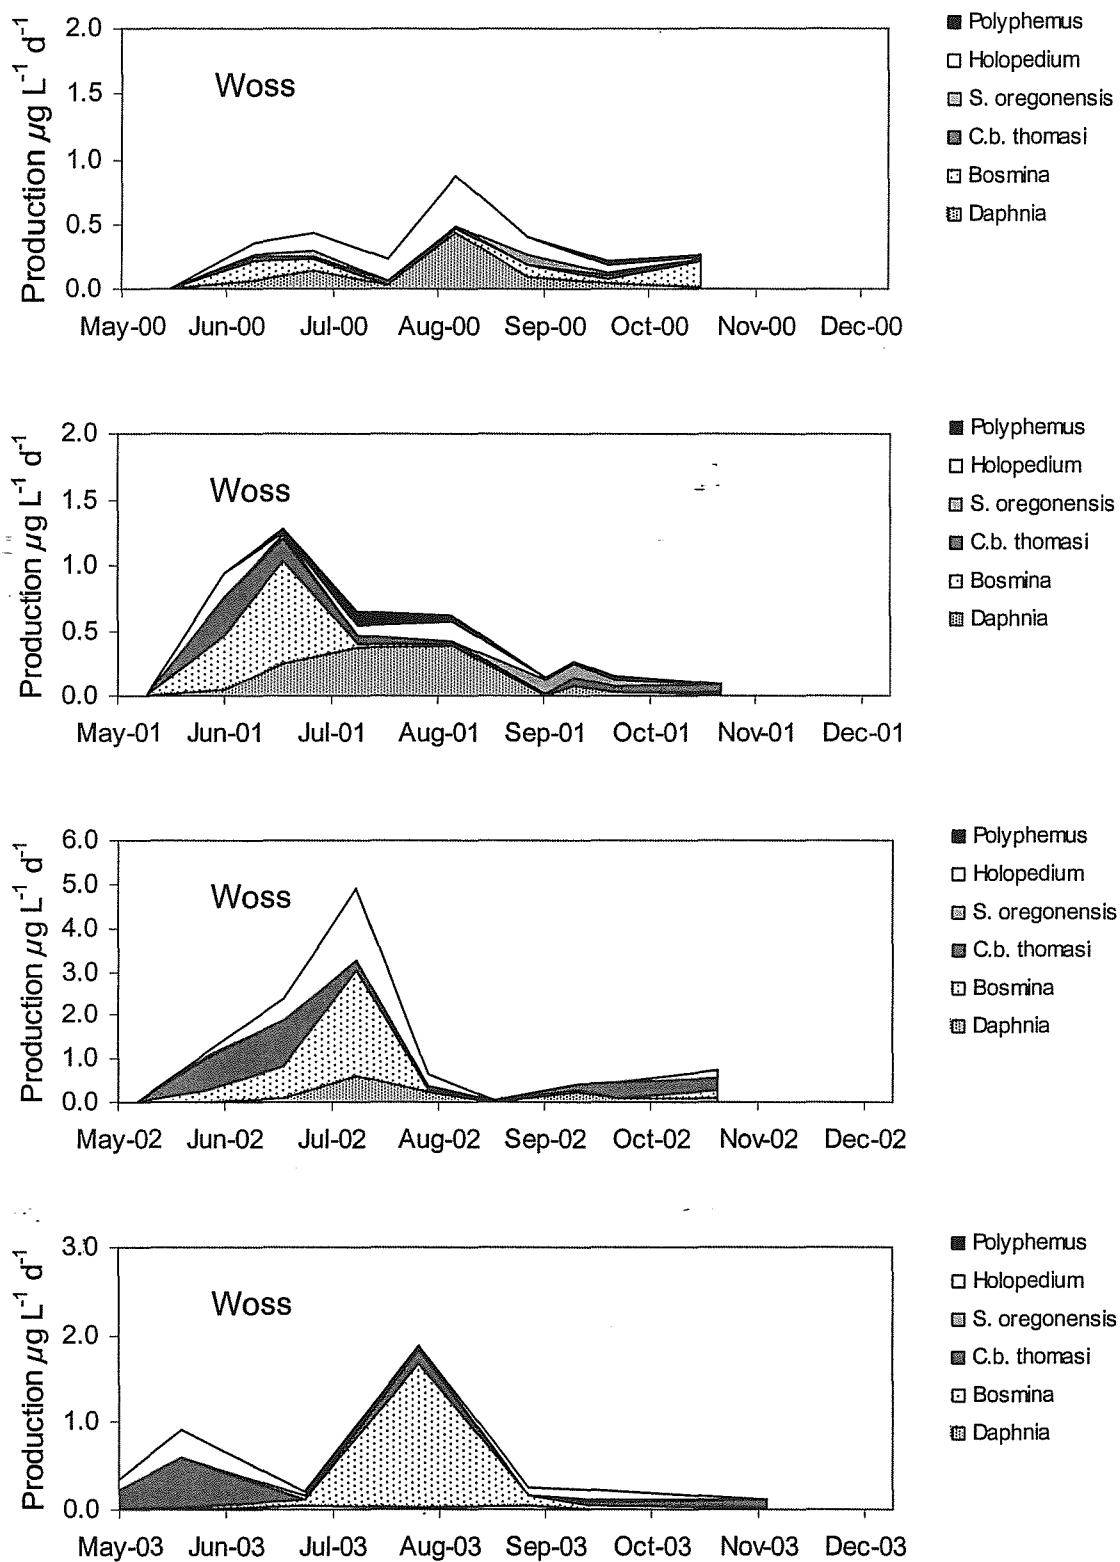 Production µg L⁻¹ d⁻¹
2.0
1.5
1.0
0.5
0.0
Woss
May-00 Jun-00 Jul-00 Aug-00 Sep-00 Oct-00 Nov-00 Dec-00
Polyphemus
Holopedium
S. oregonensis
C.b. thomasi
Bosmina
Daphnia
Production µg L⁻¹ d⁻¹
2.0
1.5
1.0
0.5
0.0
Woss
May-01 Jun-01 Jul-01 Aug-01 Sep-01 Oct-01 Nov-01 Dec-01
Polyphemus
Holopedium
S. oregonensis
C.b. thomasi
Bosmina
Daphnia
Production µg L⁻¹ d⁻¹
6.0
5.0
4.0
3.0
2.0
1.0
0.0
Woss
May-02 Jun-02 Jul-02 Aug-02 Sep-02 Oct-02 Nov-02 Dec-02
Polyphemus
Holopedium
S. oregonensis
C.b. thomasi
Bosmina
Daphnia
Production µg L⁻¹ d⁻¹
3.0
2.0
1.0
0.0
Woss
May-03 Jun-03 Jul-03 Aug-03 Sep-03 Oct-03 Nov-03 Dec-03
Polyphemus
Holopedium
S. oregonensis
C.b. thomasi
Bosmina
Daphnia